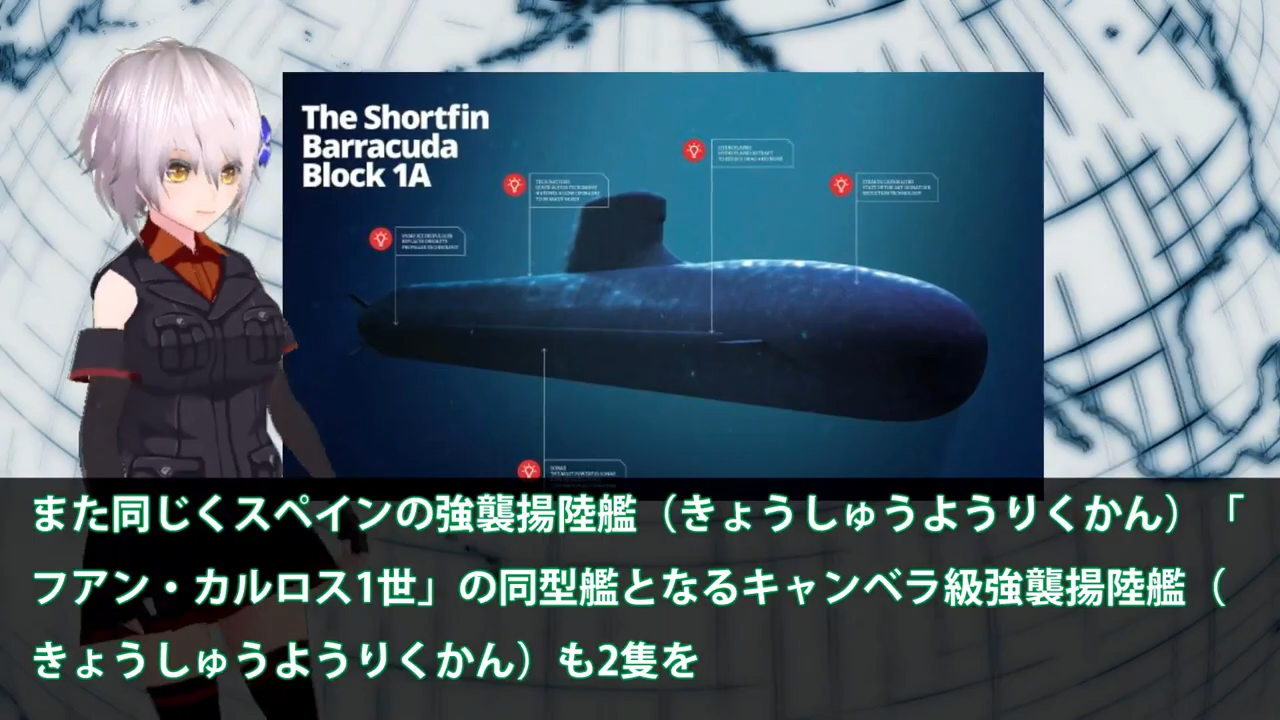 The Shortfin
Barracuda
Block 1A
また同じくスペインの強襲揚陸艦（きょうしゅうようりくかん）「
フアン・カルロス1世」の同型艦となるキャンベラ級強襲揚陸艦（
きょうしゅうようりくかん）も2隻を